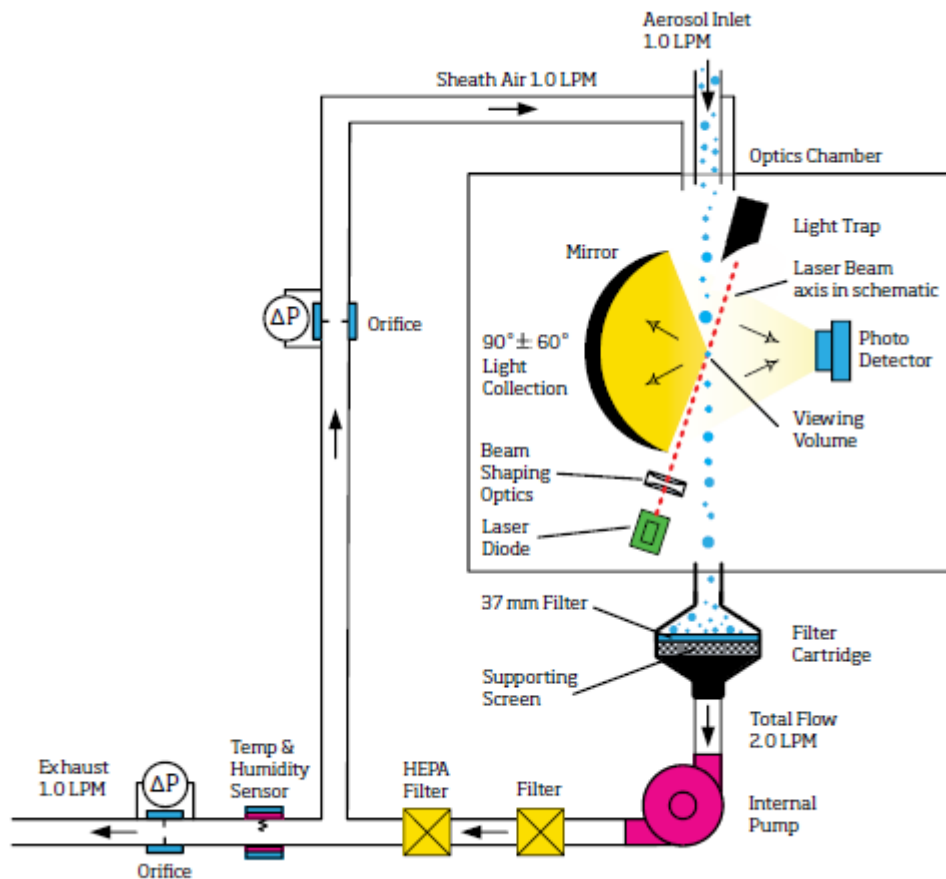 Aerosol Inlet
1.0 LPM
Sheath Air 1.0 LPM
Optics Chamber
Light Trap
Mirror
Laser Beam
axis in schematic
ΔP
Orifice
90°± 60°
Light
Collection
Photo
Detector
Viewing
Volume
Beam
Shaping
Optics
Laser
Diode
37 mm Filter
Filter
Cartridge
Supporting
Screen
Total Flow
2.0 LPM
Exhaust
1.0 LPM
ΔP
Temp &
Humidity
Sensor
HEPA
Filter
Filter
Internal
Pump
Orifice